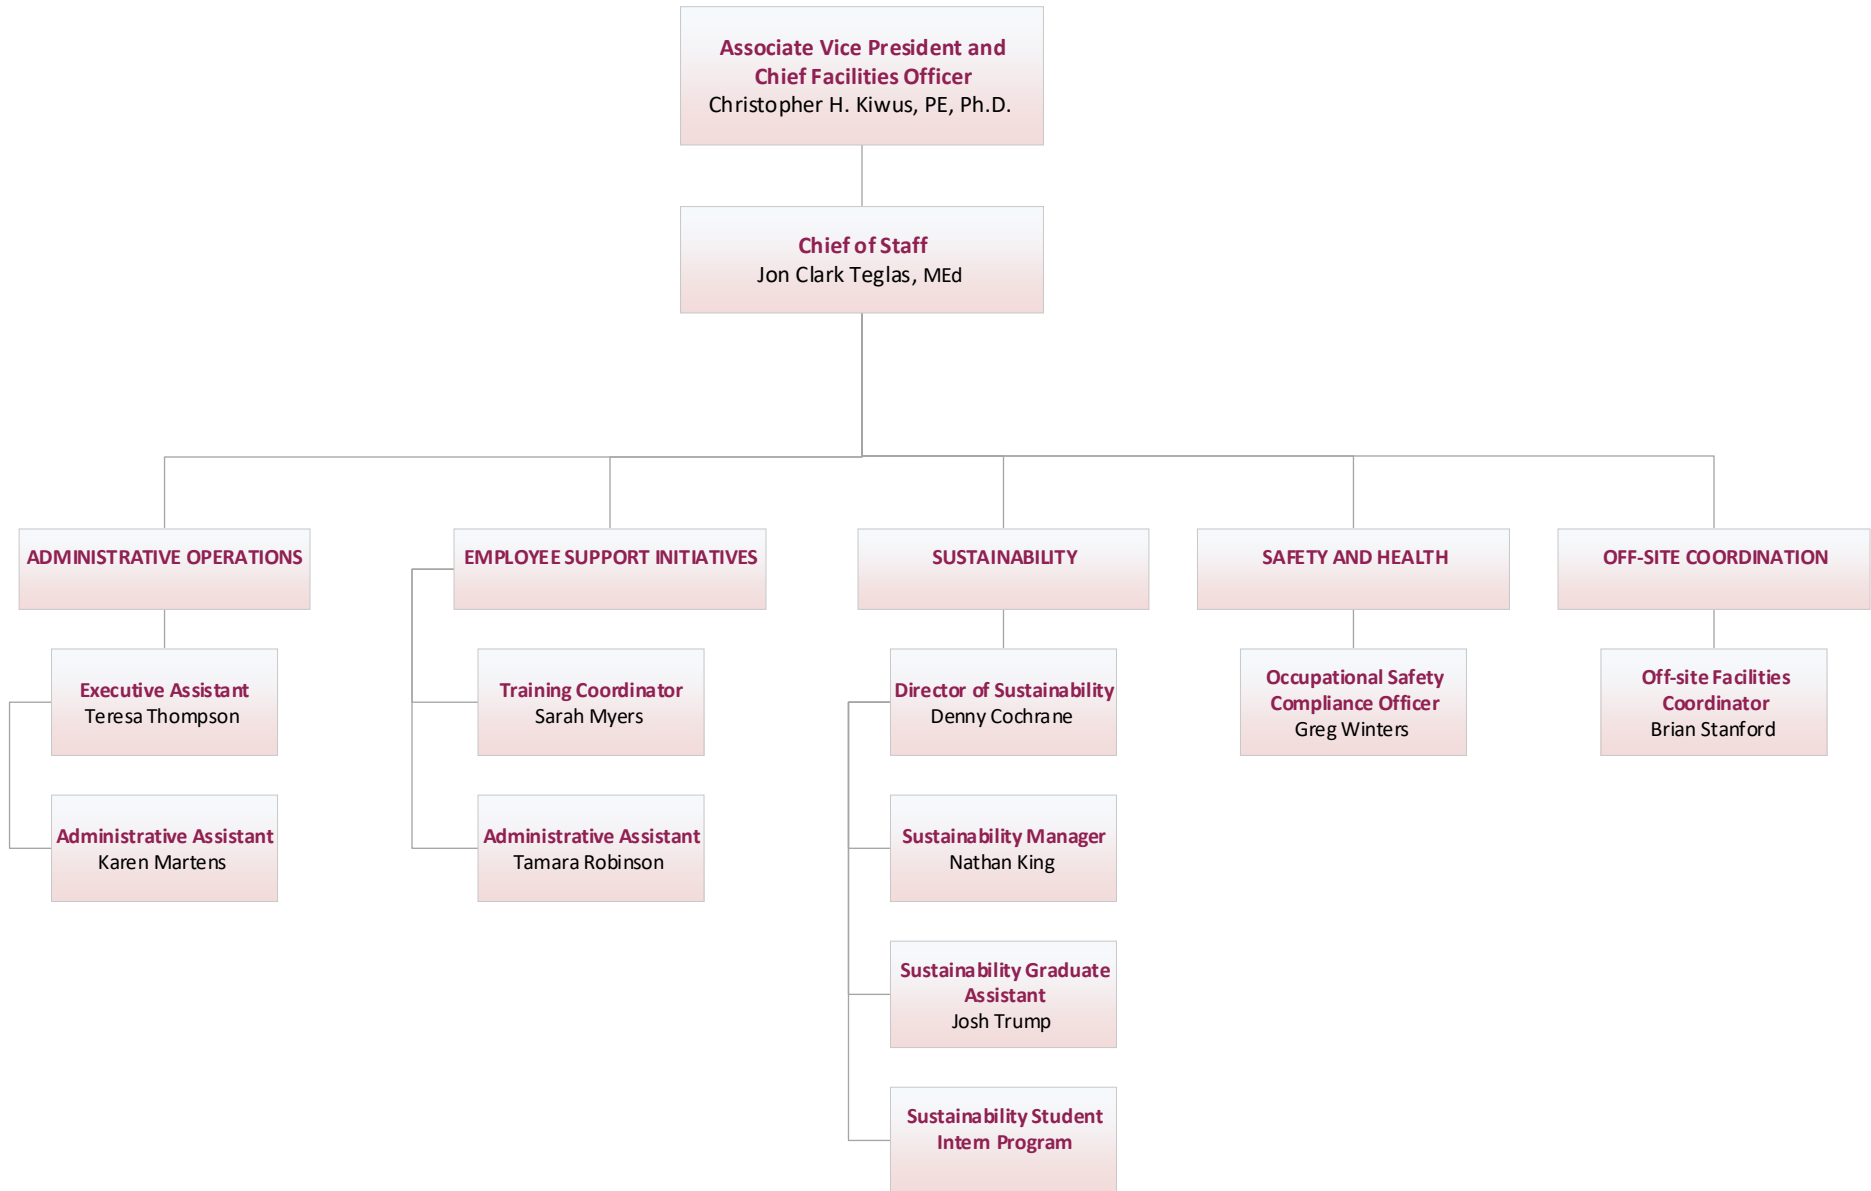 Associate Vice President and
Chief Facilities Officer
Christopher H. Kiwus, PE, Ph.D.
Chief of Staff
Jon Clark Teglas, MEd
ADMINISTRATIVE OPERATIONS
EMPLOYEE SUPPORT INITIATIVES
SUSTAINABILITY
SAFETY AND HEALTH
OFF-SITE COORDINATION
Executive Assistant
Teresa Thompson
Training Coordinator
Sarah Myers
Director of Sustainability
Denny Cochrane
Occupational Safety
Compliance Officer
Greg Winters
Off-site Facilities
Coordinator
Brian Stanford
Administrative Assistant
Karen Martens
Administrative Assistant
Tamara Robinson
Sustainability Manager
Nathan King
Sustainability Graduate
Assistant
Josh Trump
Sustainability Student
Intern Program